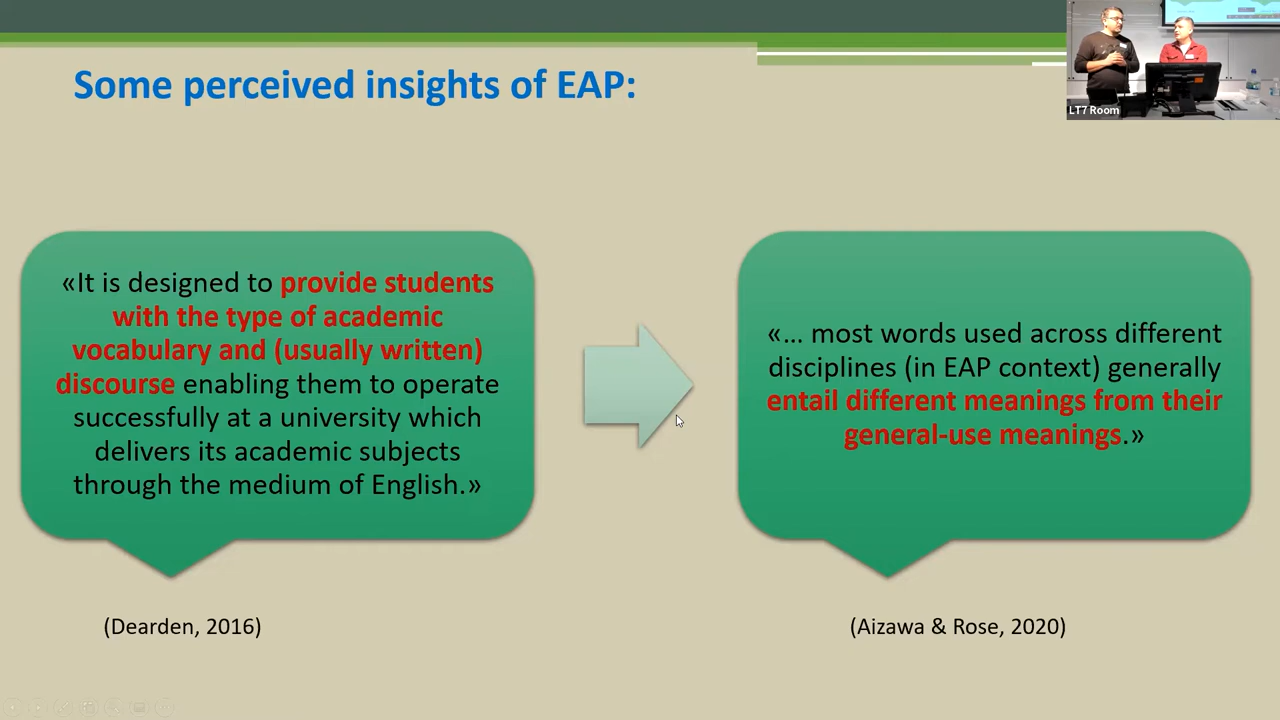 Some perceived insights of EAP:
LT7 Room
«It is designed to provide students
with the type of academic
vocabulary and (usually written)
discourse enabling them to operate
successfully at a university which
delivers its academic subjects
through the medium of English.»
«... most words used across different
disciplines (in EAP context) generally
entail different meanings from their
general-use meanings.»
(Dearden, 2016)
(Aizawa & Rose, 2020)